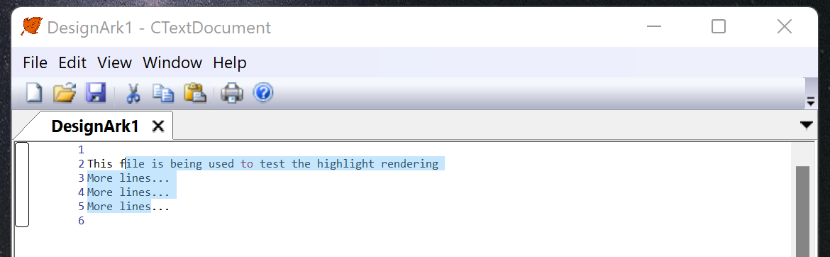 DesignArk1 - CTextDocument
File Edit View Window Help
DesignArk1
1
2 This file is being used to test the highlight rendering
3 More lines...
4 More lines...
5 More lines...
6